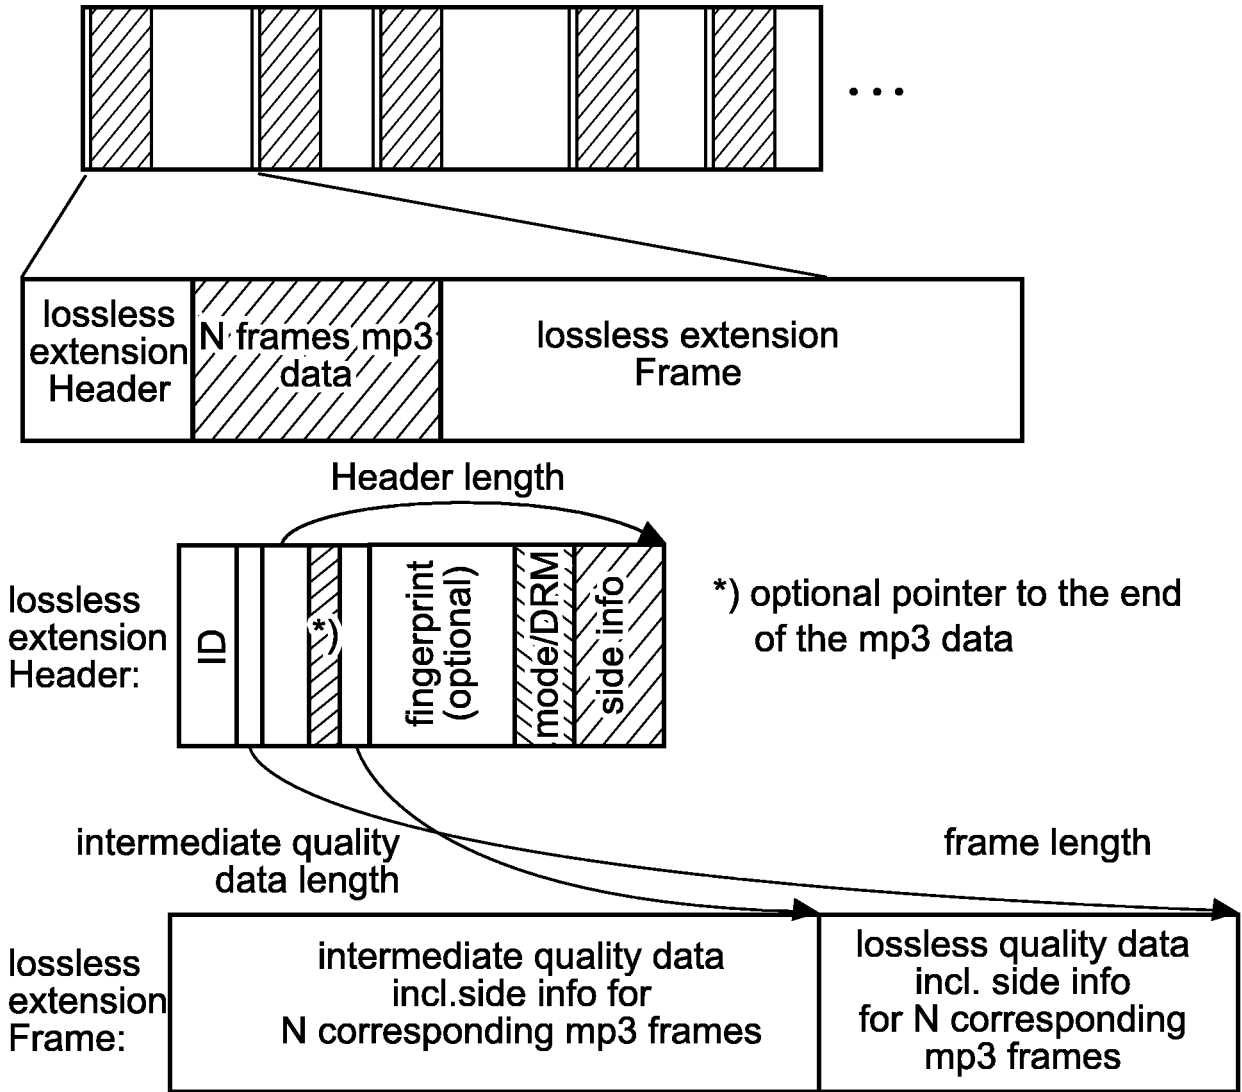 ...
lossless
extension
Header
N frames mp3
data
lossless extension
Frame
Header length
lossless
extension
Header:
ID
*)
fingerprint
(optional)
mode/DRM
side info
*) optional pointer to the end
of the mp3 data
intermediate quality
data length
frame length
lossless
extension
Frame:
intermediate quality data
incl.side info for
N corresponding mp3 frames
lossless quality data
incl. side info
for N corresponding
mp3 frames